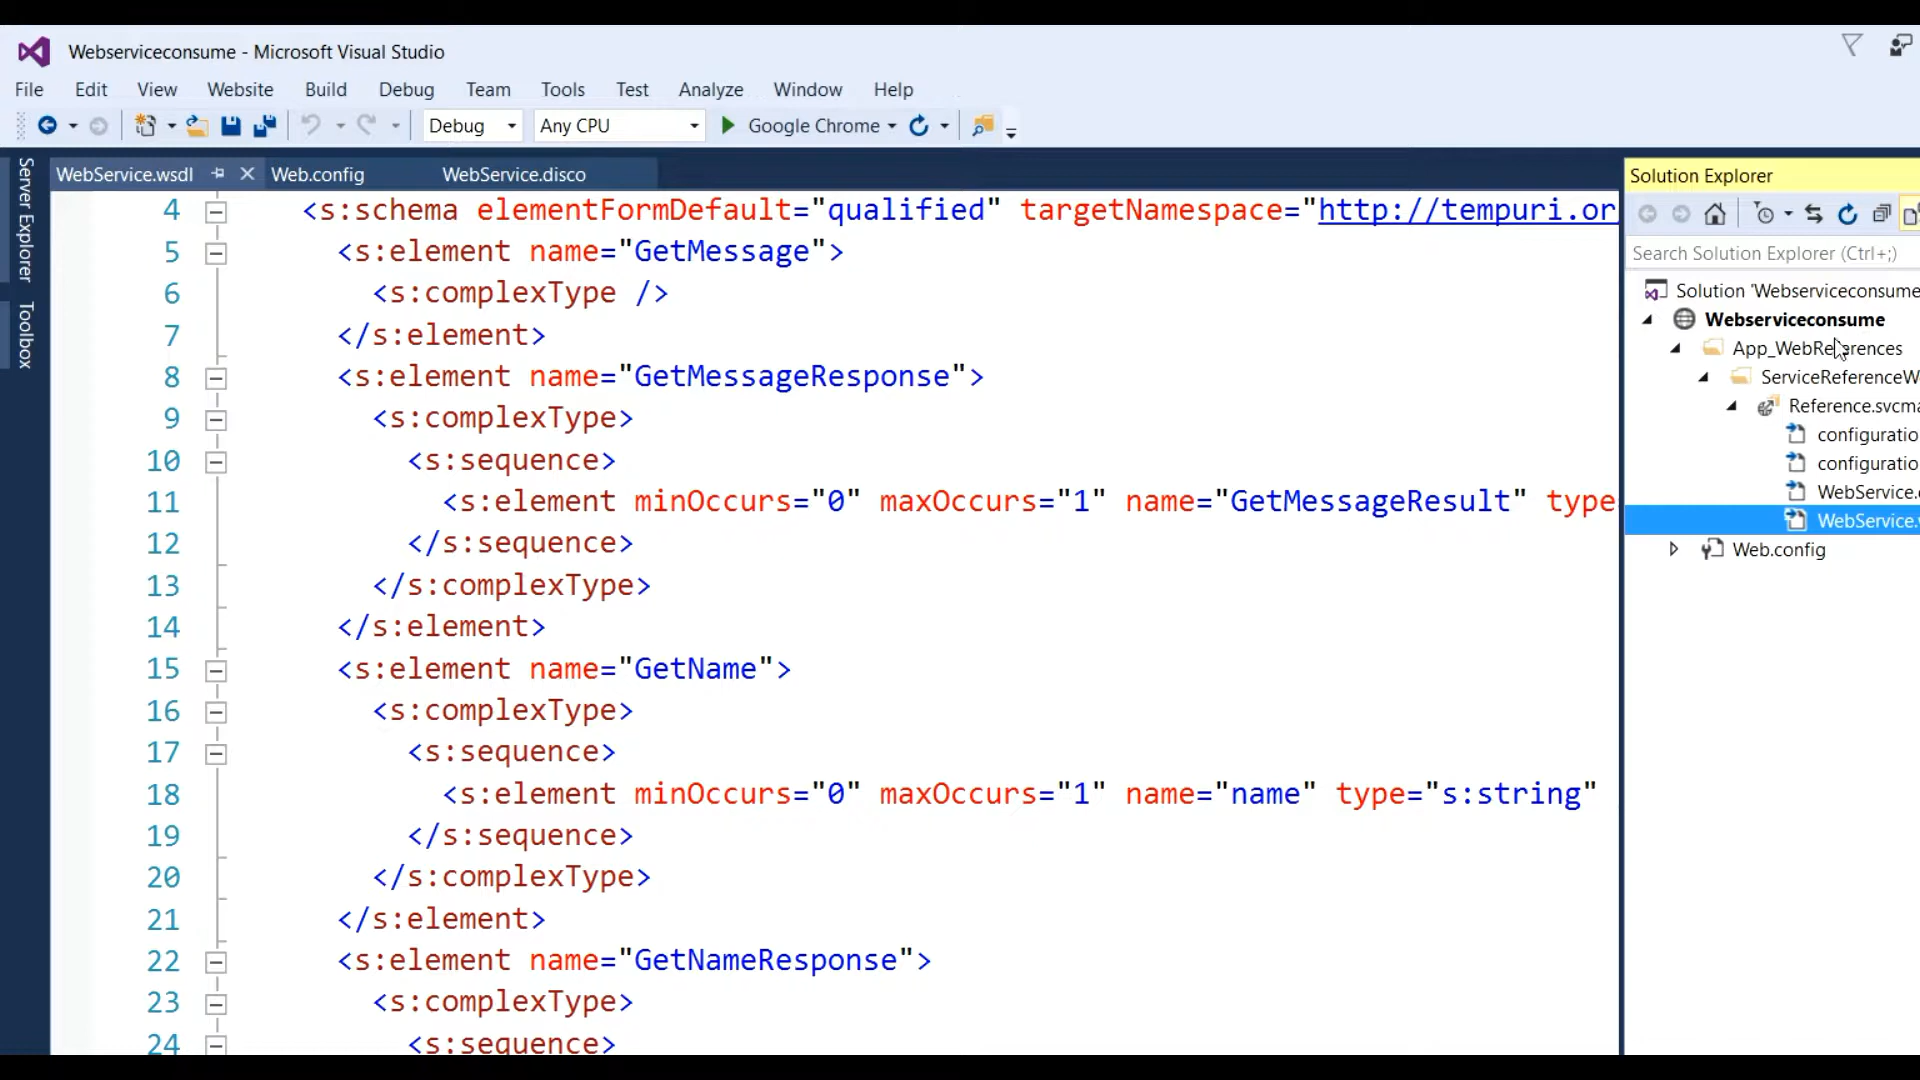 Webserviceconsume - Microsoft Visual Studio
File Edit View Website Build Debug Team Tools Test Analyze Window Help
Debug Any CPU Google Chrome
Server Explorer
Toolbox
WebService.wsdl Web.config WebService.disco
4 <s:schema elementFormDefault="qualified" targetNamespace="http://tempuri.or
5 <s:element name="GetMessage">
6 <s:complexType />
7 </s:element>
8 <s:element name="GetMessageResponse">
9 <s:complexType>
10 <s:sequence>
11 <s:element minOccurs="0" maxOccurs="1" name="GetMessageResult" type
12 </s:sequence>
13 </s:complexType>
14 </s:element>
15 <s:element name="GetName">
16 <s:complexType>
17 <s:sequence>
18 <s:element minOccurs="0" maxOccurs="1" name="name" type="s:string"
19 </s:sequence>
20 </s:complexType>
21 </s:element>
22 <s:element name="GetNameResponse">
23 <s:complexType>
24 <s:sequence>
Solution Explorer
Search Solution Explorer (Ctrl+;)
Solution 'Webserviceconsume
Webserviceconsume
App_WebReferences
ServiceReferenceW
Reference.svcma
configuratio
configuratio
WebService.
WebService.
Web.config